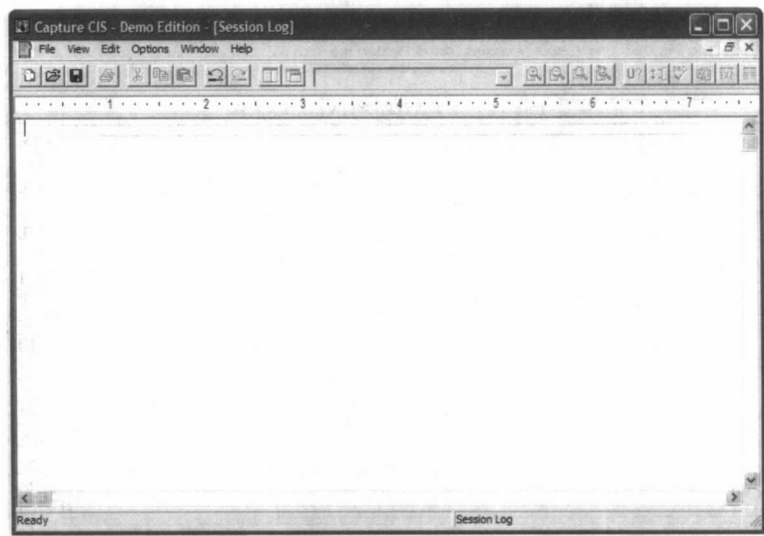 Capture CIS - Demo Edition - [Session Log]
File View Edit Options Window Help
U?
1 2 3 4 5 6 7
Ready Session Log